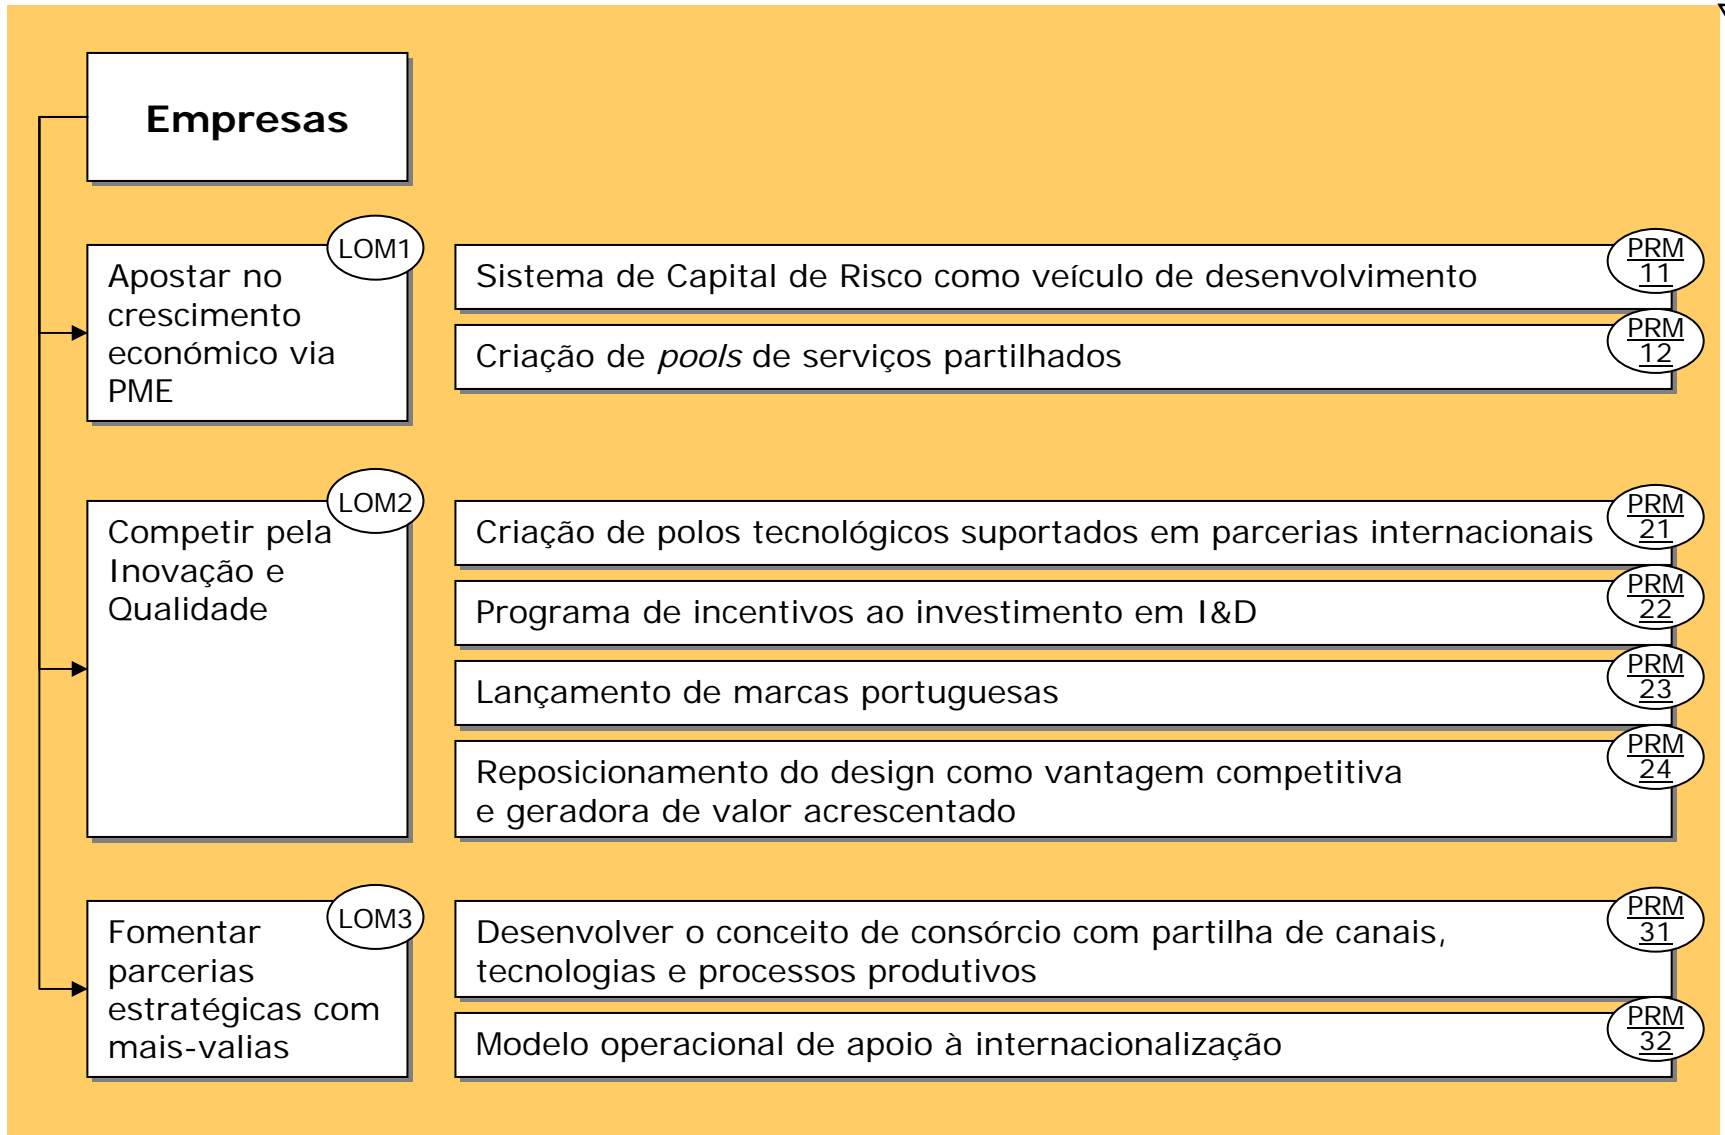 Empresas
LOM1
Apostar no
crescimento
económico via
PME
Sistema de Capital de Risco como veículo de desenvolvimento
PRM
11
Criação de pools de serviços partilhados
PRM
12
LOM2
Competir pela
Inovação e
Qualidade
Criação de polos tecnológicos suportados em parcerias internacionais
PRM
21
Programa de incentivos ao investimento em I&D
PRM
22
Lançamento de marcas portuguesas
PRM
23
Reposicionamento do design como vantagem competitiva
e geradora de valor acrescentado
PRM
24
LOM3
Fomentar
parcerias
estratégicas com
mais-valias
Desenvolver o conceito de consórcio com partilha de canais,
tecnologias e processos produtivos
PRM
31
Modelo operacional de apoio à internacionalização
PRM
32